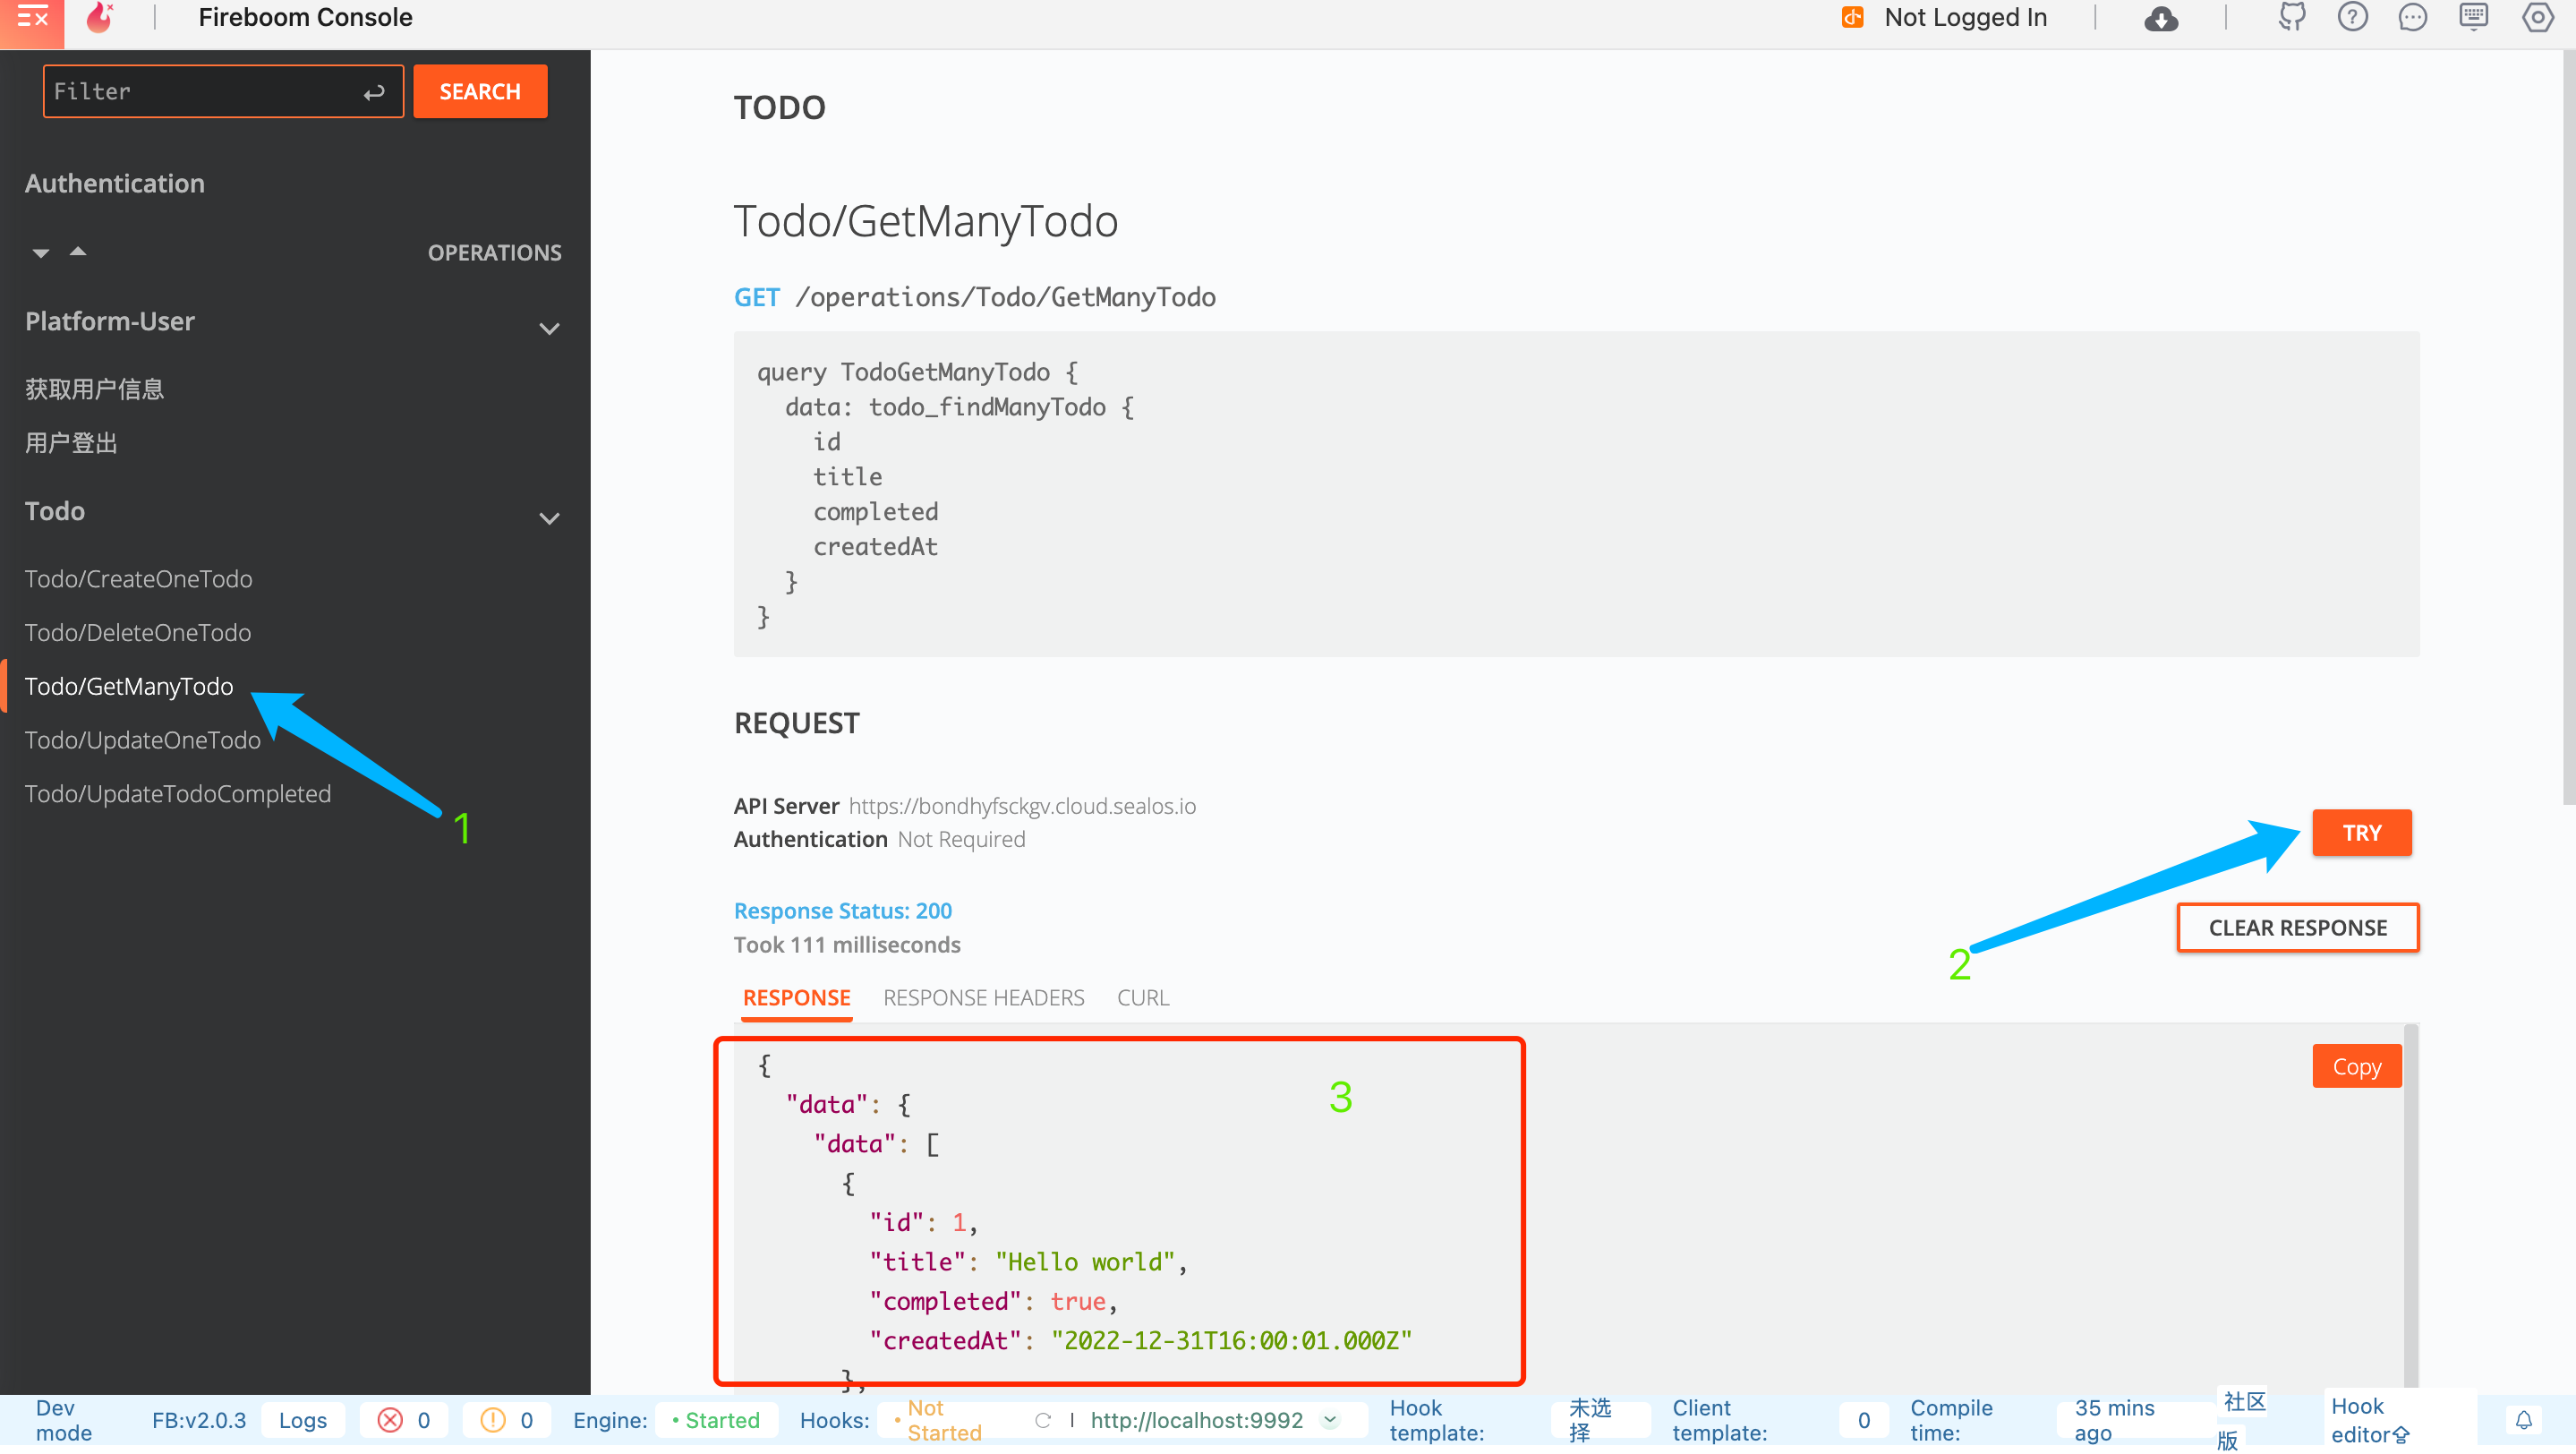 Fireboom Console
Not Logged In
Filter
SEARCH
Authentication
OPERATIONS
Platform-User
获取用户信息
用户登出
Todo
Todo/CreateOneTodo
Todo/DeleteOneTodo
Todo/GetManyTodo
Todo/UpdateOneTodo
Todo/UpdateTodoCompleted
1
TODO
Todo/GetManyTodo
GET /operations/Todo/GetManyTodo
query TodoGetManyTodo {
data: todo_findManyTodo {
id
title
completed
createdAt
}
}
REQUEST
API Server https://bondhyfsckgv.cloud.sealos.io
Authentication Not Required
TRY
Response Status: 200
Took 111 milliseconds
CLEAR RESPONSE
2
RESPONSE RESPONSE HEADERS CURL
Copy
3
{
"data": {
"data": [
{
"id": 1,
"title": "Hello world",
"completed": true,
"createdAt": "2022-12-31T16:00:01.000Z"
},
Dev mode
FB:v2.0.3
Logs
0
0
Engine:
• Started
Hooks:
• Not Started
http://localhost:9992
Hook template:
未选择
Client template:
0
Compile time:
35 mins ago
社区版
Hook editor